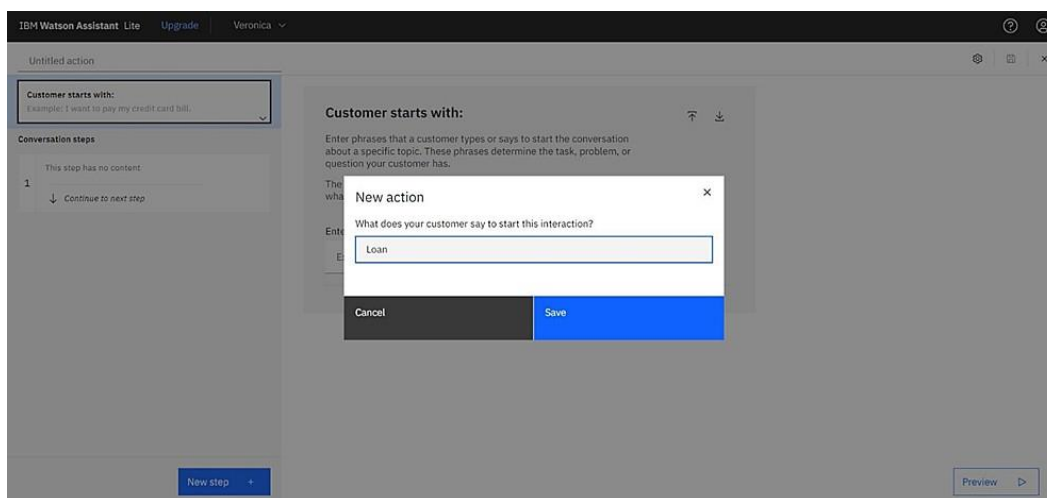 IBM Watson Assistant Lite Upgrade Veronica
Untitled action
Customer starts with:
Example: I want to pay my credit card bill.
Conversation steps
This step has no content
1
Continue to next step
New step +
Customer starts with:
Enter phrases that a customer types or says to start the conversation
about a specific topic. These phrases determine the task, problem, or
question your customer has.
The
wha
Ente
E
New action
What does your customer say to start this interaction?
Loan
Cancel
Save
Preview